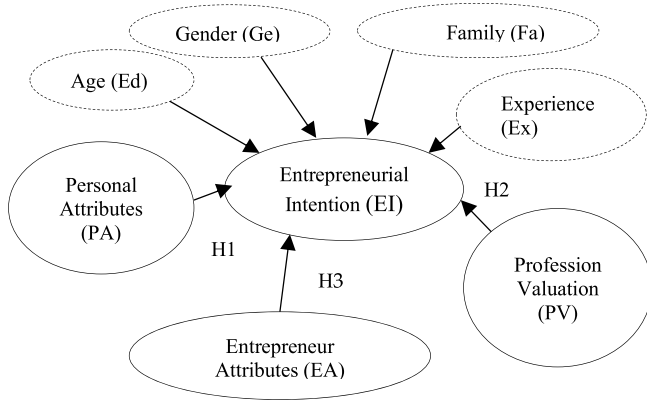 Gender (Ge)
Family (Fa)
Age (Ed)
Experience
(Ex)
Personal
Attributes
(PA)
Entrepreneurial
Intention (EI)
H2
H1
H3
Profession
Valuation
(PV)
Entrepreneur
Attributes (EA)